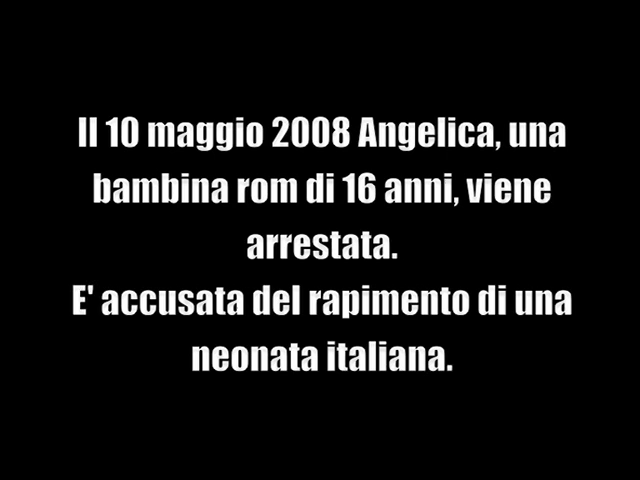 Il 10 maggio 2008 Angelica, una
bambina rom di 16 anni, viene
arrestata.
E' accusata del rapimento di una
neonata italiana.